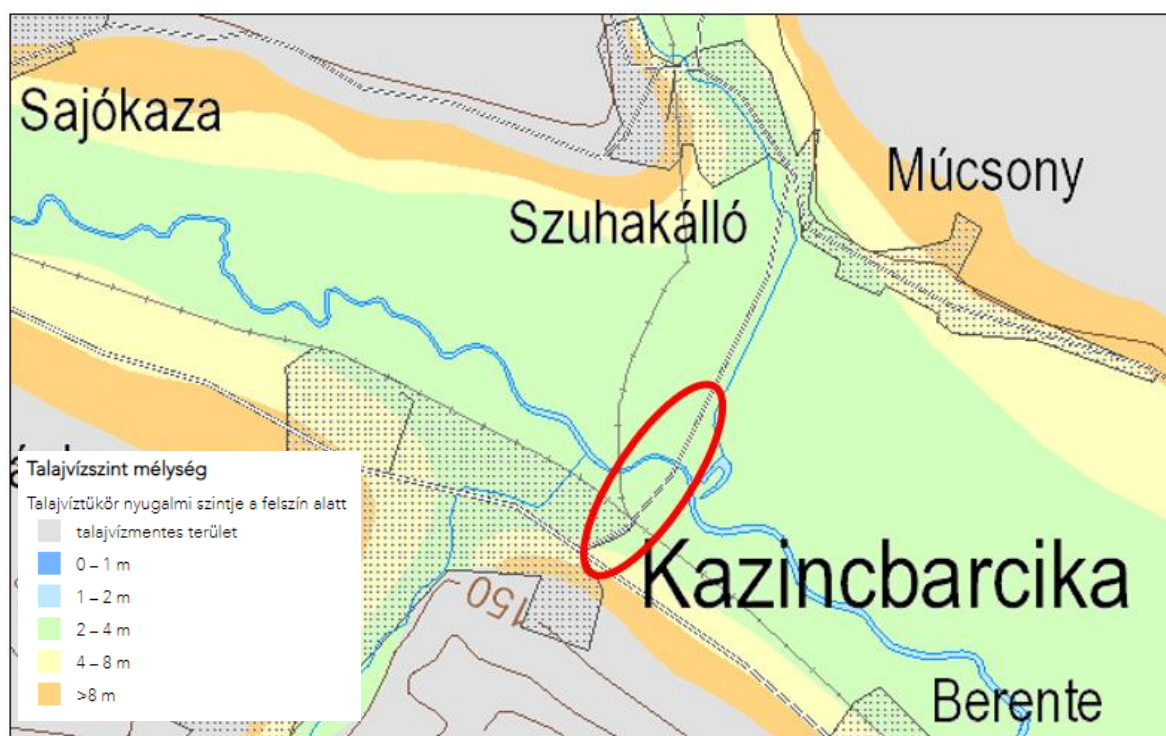 Sajókaza
Múcsony
Szuhakálló
Talajvízszint mélység
Talajvíztükör nyugalmi szintje a felszín alatt
talajvízmentes terület
0 – 1 m
1 – 2 m
2 – 4 m
4 – 8 m
>8 m
150
Kazincbarcika
Berente